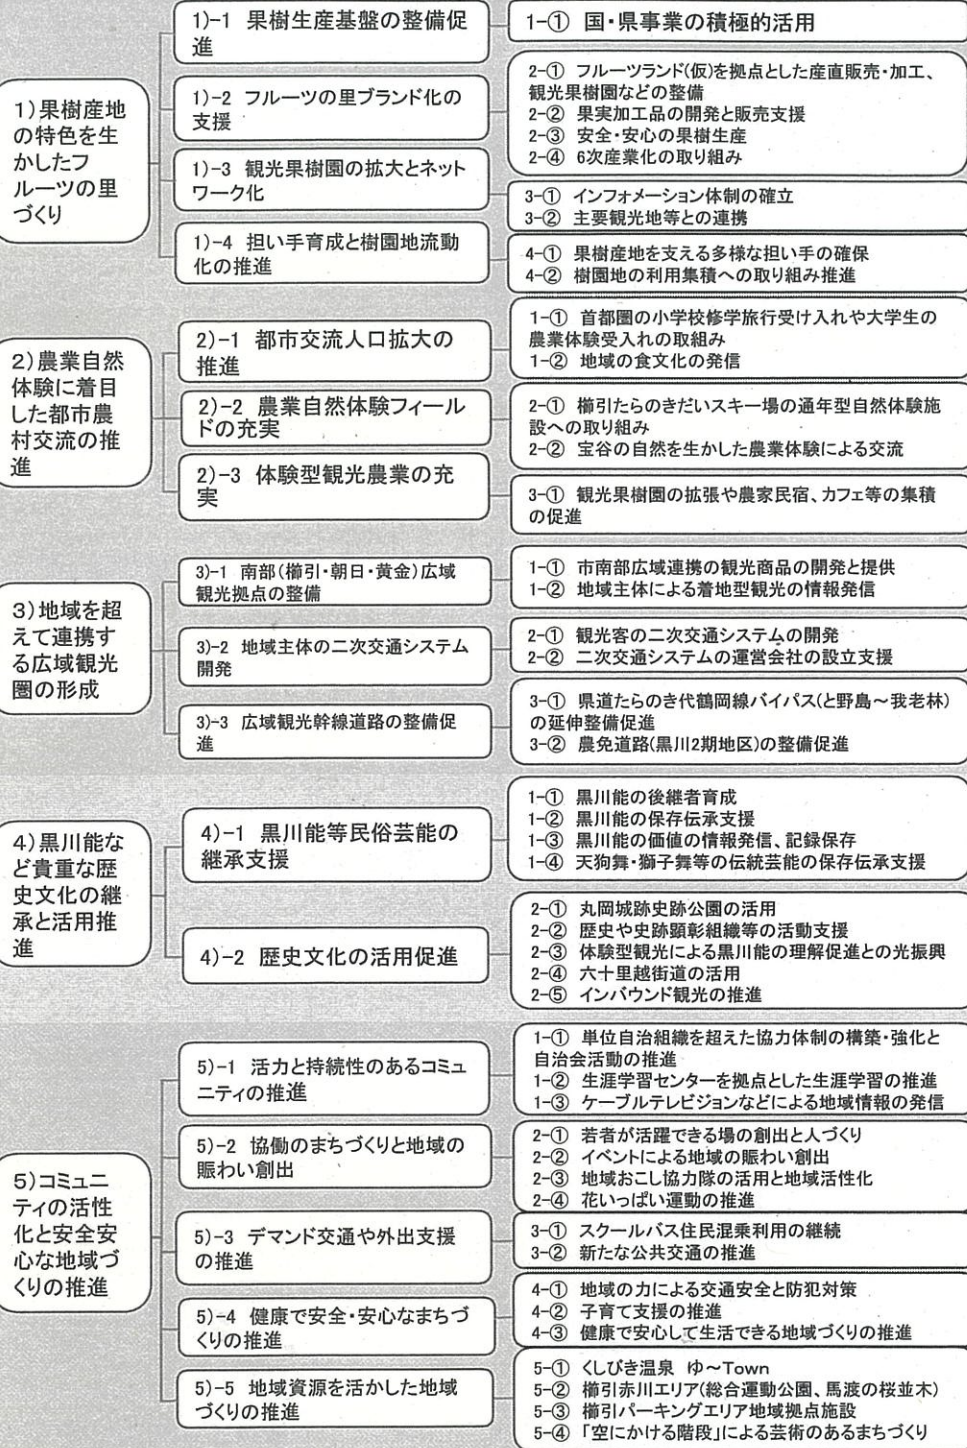 1)果樹産地
の特色を生
かしたフ
ルーツの里
づくり
1)-1 果樹生産基盤の整備促
進
1-① 国・県事業の積極的活用
1)-2 フルーツの里ブランド化の
支援
2-① フルーツランド(仮)を拠点とした産直販売・加工、
観光果樹園などの整備
2-② 果実加工品の開発と販売支援
2-③ 安全・安心の果樹生産
2-④ 6次産業化の取り組み
1)-3 観光果樹園の拡大とネット
ワーク化
3-① インフォメーション体制の確立
3-② 主要観光地等との連携
1)-4 担い手育成と樹園地流動
化の推進
4-① 果樹産地を支える多様な担い手の確保
4-② 樹園地の利用集積への取り組み推進
2)農業自然
体験に着目
した都市農
村交流の推
進
2)-1 都市交流人口拡大の
推進
1-① 首都圏の小学校修学旅行受け入れや大学生の
農業体験受入れの取組み
1-② 地域の食文化の発信
2)-2 農業自然体験フィール
ドの充実
2-① 櫛引たらのきだいスキー場の通年型自然体験施
設への取り組み
2-② 宝谷の自然を生かした農業体験による交流
2)-3 体験型観光農業の充
実
3-① 観光果樹園の拡張や農家民宿、カフェ等の集積
の促進
3)地域を超
えて連携す
る広域観光
圏の形成
3)-1 南部(櫛引・朝日・黄金)広域
観光拠点の整備
1-① 市南部広域連携の観光商品の開発と提供
1-② 地域主体による着地型観光の情報発信
3)-2 地域主体の二次交通システム
開発
2-① 観光客の二次交通システムの開発
2-② 二次交通システムの運営会社の設立支援
3)-3 広域観光幹線道路の整備促
進
3-① 県道たらのき代鶴岡線バイパス(と野島~我老林)
の延伸整備促進
3-② 農免道路(黒川2期地区)の整備促進
4)黒川能な
ど貴重な歴
史文化の継
承と活用推
進
4)-1 黒川能等民俗芸能の
継承支援
1-① 黒川能の後継者育成
1-② 黒川能の保存伝承支援
1-③ 黒川能の価値の情報発信、記録保存
1-④ 天狗舞・獅子舞等の伝統芸能の保存伝承支援
4)-2 歴史文化の活用促進
2-① 丸岡城跡史跡公園の活用
2-② 歴史や史跡顕彰組織等の活動支援
2-③ 体験型観光による黒川能の理解促進との光振興
2-④ 六十里越街道の活用
2-⑤ インバウンド観光の推進
5)コミュニ
ティの活性
化と安全安
心な地域づ
くりの推進
5)-1 活力と持続性のあるコミュ
ニティの推進
1-① 単位自治組織を超えた協力体制の構築・強化と
自治会活動の推進
1-② 生涯学習センターを拠点とした生涯学習の推進
1-③ ケーブルテレビジョンなどによる地域情報の発信
5)-2 協働のまちづくりと地域の
賑わい創出
2-① 若者が活躍できる場の創出と人づくり
2-② イベントによる地域の賑わい創出
2-③ 地域おこし協力隊の活用と地域活性化
2-④ 花いっぱい運動の推進
5)-3 デマンド交通や外出支援
の推進
3-① スクールバス住民混乗利用の継続
3-② 新たな公共交通の推進
5)-4 健康で安全・安心なまちづ
くりの推進
4-① 地域の力による交通安全と防犯対策
4-② 子育て支援の推進
4-③ 健康で安心して生活できる地域づくりの推進
5)-5 地域資源を活かした地域
づくりの推進
5-① くしびき温泉 ゆ~Town
5-② 櫛引赤川エリア(総合運動公園、馬渡の桜並木)
5-③ 櫛引パーキングエリア地域拠点施設
5-④ 「空にかける階段」による芸術のあるまちづくり